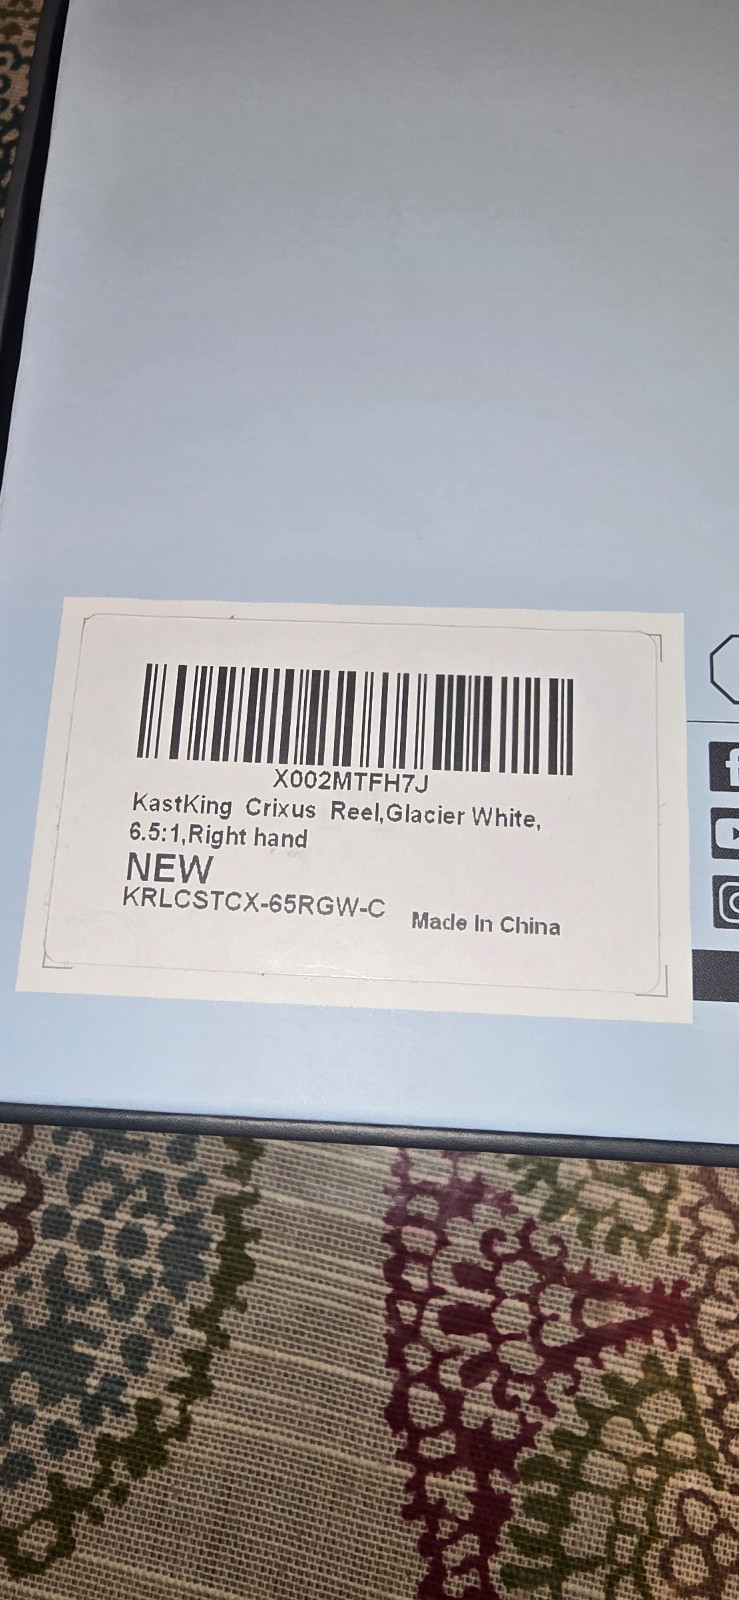 X002MTFH7J
KastKing Crixus Reel,Glacier White,
6.5:1,Right hand
NEW
KRLCSTCX-65RGW-C
Made In China